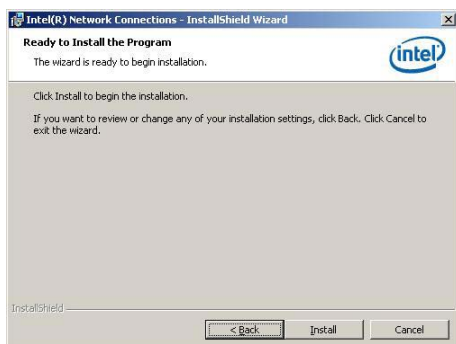 Intel(R) Network Connections - InstallShield Wizard
Ready to Install the Program
The wizard is ready to begin installation.
intel
Click Install to begin the installation.
If you want to review or change any of your installation settings, click Back. Click Cancel to
exit the wizard.
InstallShield
< Back
Install
Cancel